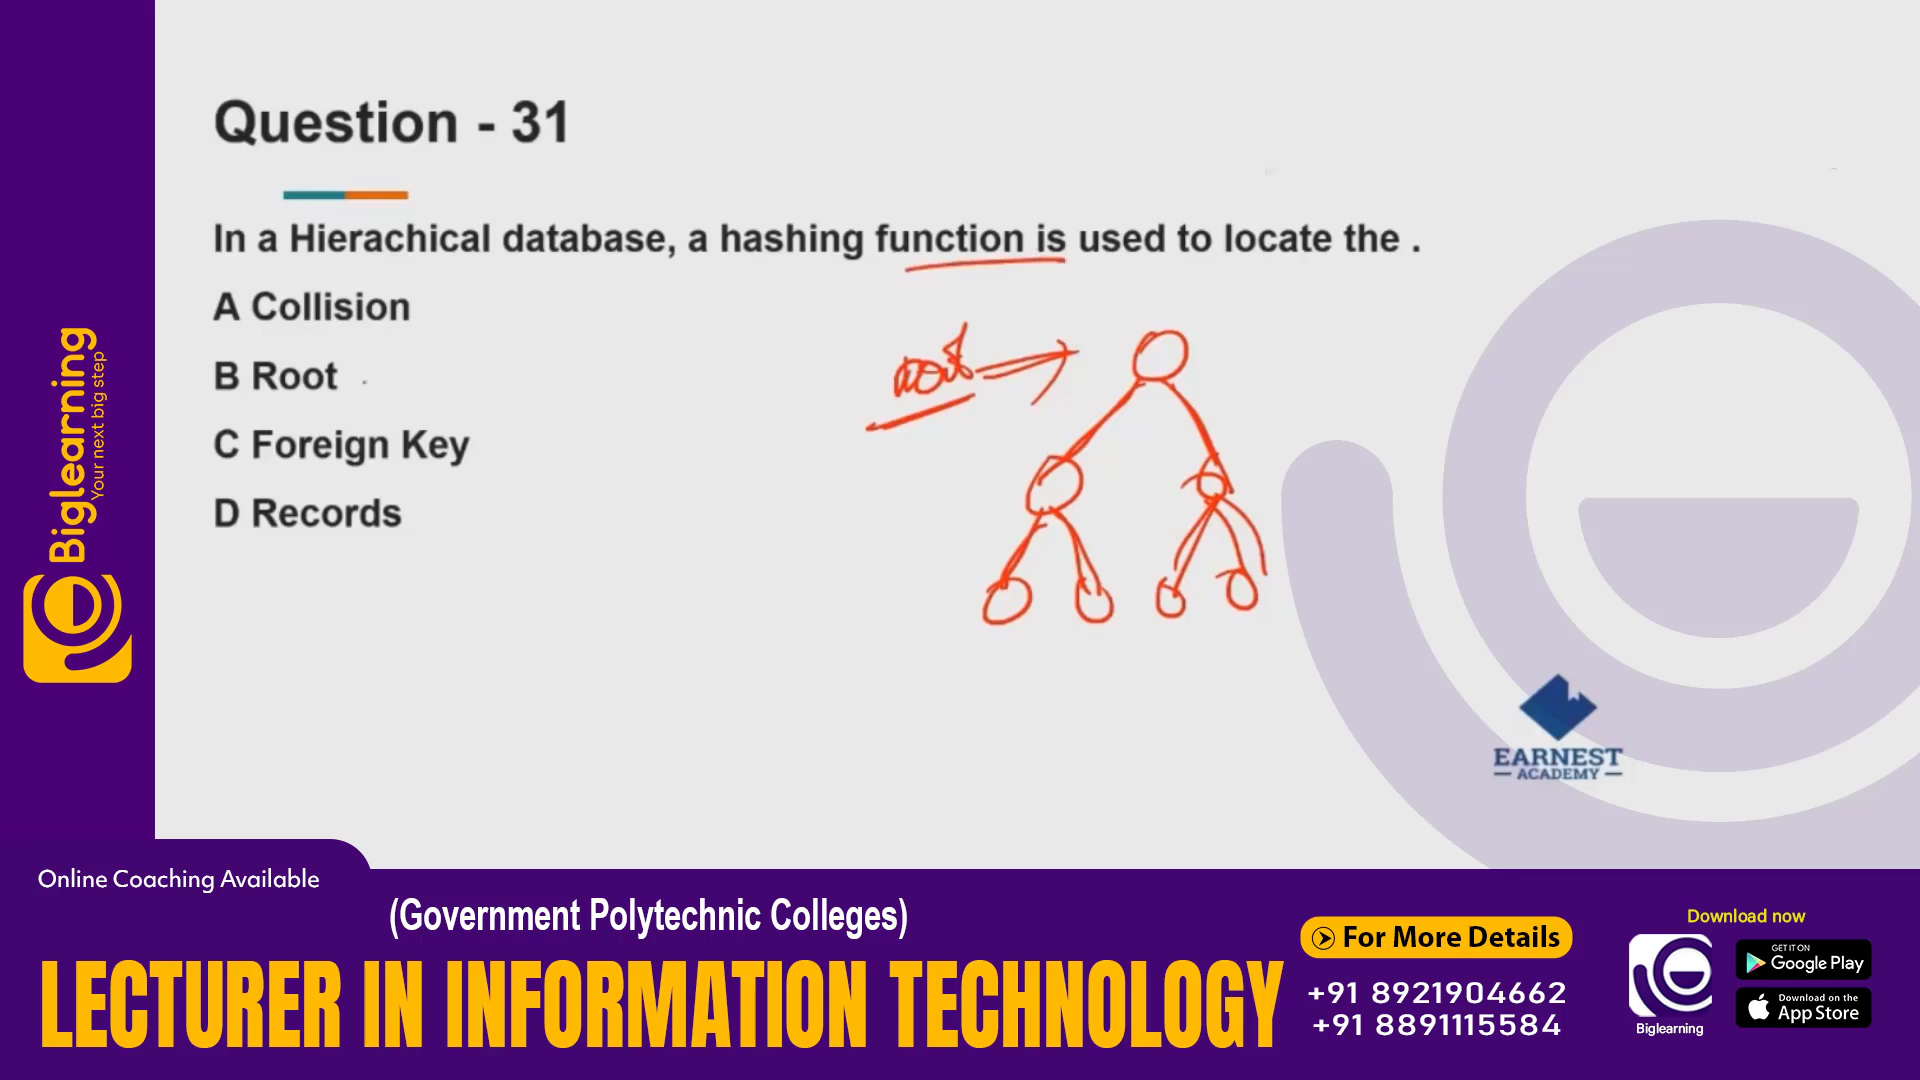 Question - 31
In a Hierachical database, a hashing function is used to locate the .
A Collision
B Root
C Foreign Key
D Records
root
Biglearning
Your next big step
EARNEST
ACADEMY
Online Coaching Available
(Government Polytechnic Colleges)
LECTURER IN INFORMATION TECHNOLOGY
For More Details
+91 8921904662
+91 8891115584
Download now
Biglearning
GET IT ON
Google Play
Download on the
App Store